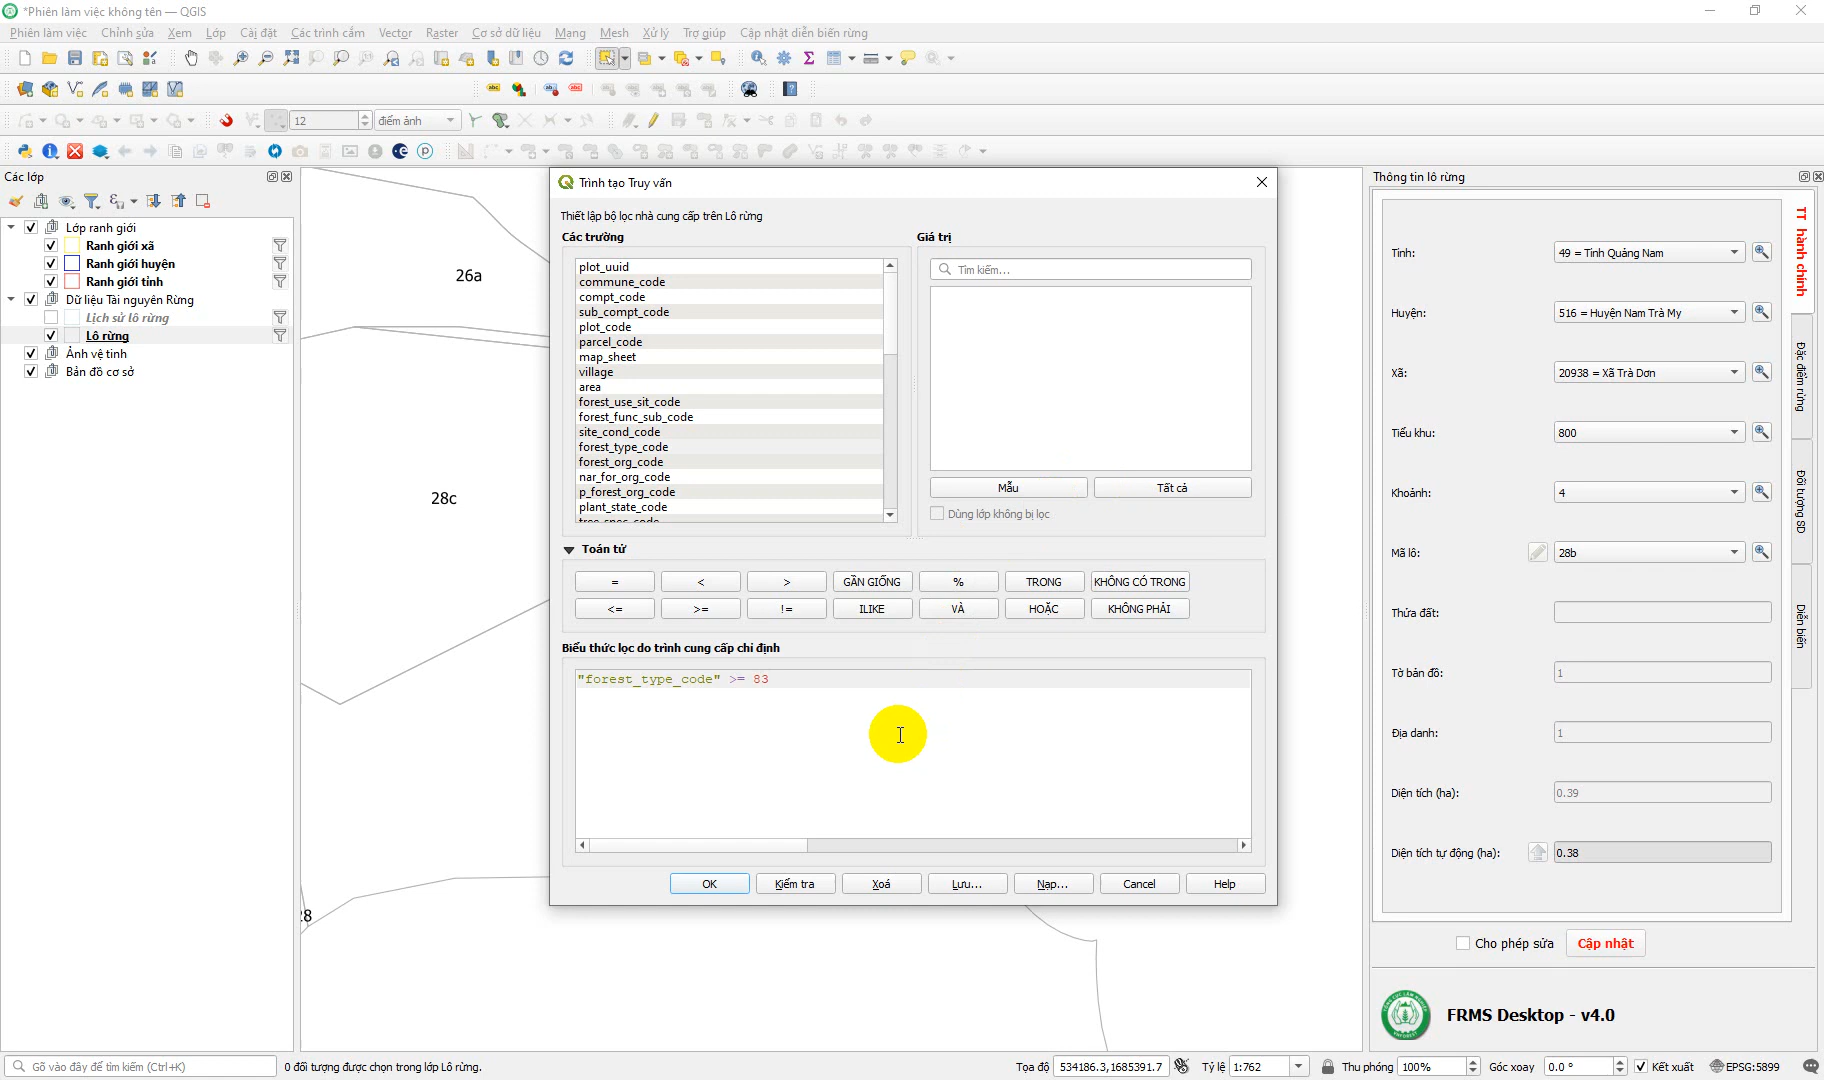 *Phiên làm việc không tên — QGIS
Phiên làm việc Chỉnh sửa Xem Lớp Cài đặt Các trình cắm Vector Raster Cơ sở dữ liệu Mạng Mesh Xử lý Trợ giúp Cập nhật diễn biến rừng
12 điểm ảnh
Các lớp
Lớp ranh giới
Ranh giới xã
Ranh giới huyện
Ranh giới tỉnh
Dữ liệu Tài nguyên Rừng
Lịch sử lô rừng
Lô rừng
Ảnh vệ tinh
Bản đồ cơ sở
26a
28c
28
Trình tạo Truy vấn
Thiết lập bộ lọc nhà cung cấp trên Lô rừng
Các trường
plot_uuid
commune_code
compt_code
sub_compt_code
plot_code
parcel_code
map_sheet
village
area
forest_use_sit_code
forest_func_sub_code
site_cond_code
forest_type_code
forest_org_code
nar_for_org_code
p_forest_org_code
plant_state_code
tree_spec_code
Giá trị
Tìm kiếm...
Mẫu Tất cả
Dùng lớp không bị lọc
Toán tử
= < > GẦN GIỐNG % TRONG KHÔNG CÓ TRONG
<= >= != ILIKE VÀ HOẶC KHÔNG PHẢI
Biểu thức lọc do trình cung cấp chỉ định
"forest_type_code" >= 83
OK Kiểm tra Xoá Lưu... Nạp... Cancel Help
Thông tin lô rừng
TT hành chính
Đặc điểm rừng
Đối tượng SD
Diễn biến
Tỉnh: 49 = Tỉnh Quảng Nam
Huyện: 516 = Huyện Nam Trà My
Xã: 20938 = Xã Trà Dơn
Tiểu khu: 800
Khoảnh: 4
Mã lô: 28b
Thửa đất:
Tờ bản đồ: 1
Địa danh: 1
Diện tích (ha): 0.39
Diện tích tự động (ha): 0.38
Cho phép sửa Cập nhật
FRMS Desktop - v4.0
Gõ vào đây để tìm kiếm (Ctrl+K) 0 đối tượng được chọn trong lớp Lô rừng. Tọa độ 534186.3,1685391.7 Tỷ lệ 1:762 Thu phóng 100% Góc xoay 0.0 ° Kết xuất EPSG:5899